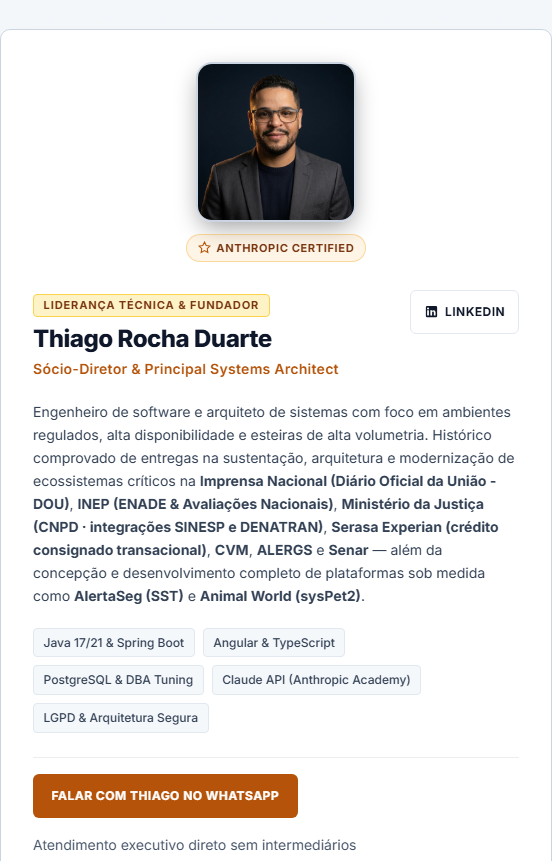 ANTHROPIC CERTIFIED
LIDERANÇA TÉCNICA & FUNDADOR
LINKEDIN
Thiago Rocha Duarte
Sócio-Diretor & Principal Systems Architect
Engenheiro de software e arquiteto de sistemas com foco em ambientes
regulados, alta disponibilidade e esteiras de alta volumetria. Histórico
comprovado de entregas na sustentação, arquitetura e modernização de
ecossistemas críticos na Imprensa Nacional (Diário Oficial da União -
DOU), INEP (ENADE & Avaliações Nacionais), Ministério da Justiça
(CNPD · integrações SINESP e DENATRAN), Serasa Experian (crédito
consignado transacional), CVM, ALERGS e Senar — além da
concepção e desenvolvimento completo de plataformas sob medida
como AlertaSeg (SST) e Animal World (sysPet2).
Java 17/21 & Spring Boot
Angular & TypeScript
PostgreSQL & DBA Tuning
Claude API (Anthropic Academy)
LGPD & Arquitetura Segura
FALAR COM THIAGO NO WHATSAPP
Atendimento executivo direto sem intermediários